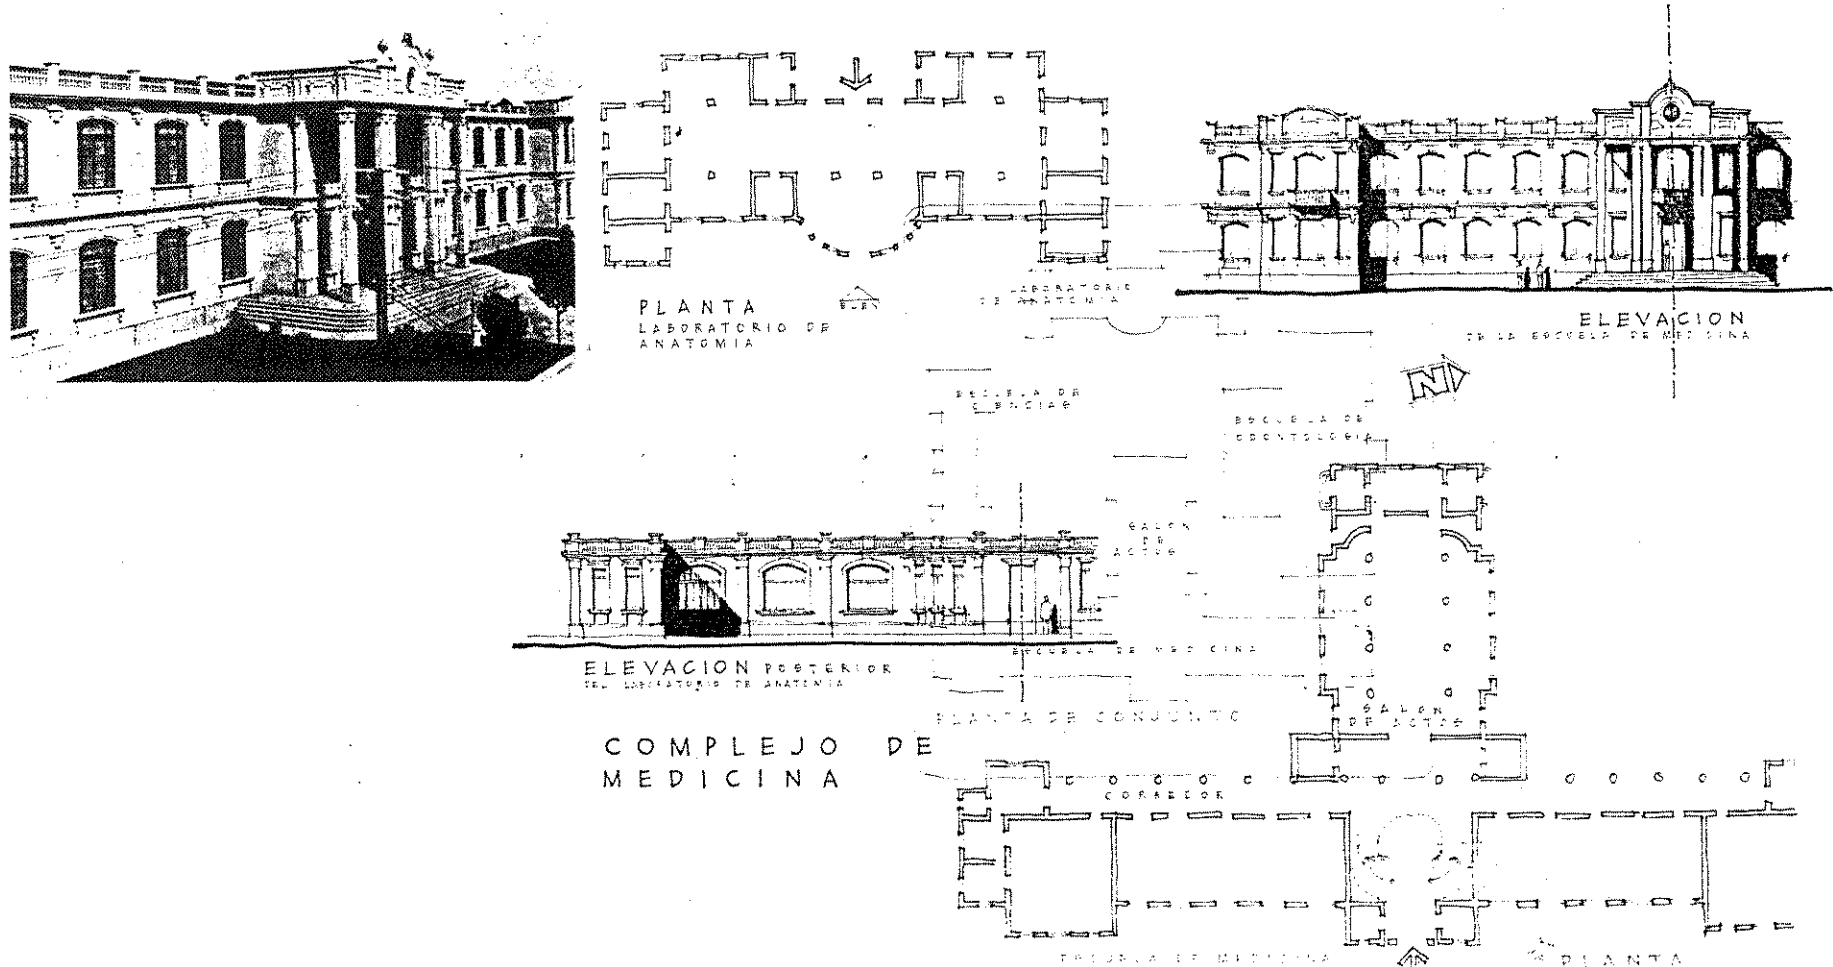 PLANTA
LABORATORIO DE
ANATOMIA
ELEV
LABORATORIO
DE ANATOMIA
ELEVACION
DE LA ESCUELA DE MEDICINA
N
ESCUELA DE
CIENCIAS
ESCUELA DE
ODONTOLOGIA
SALON
DE
ACTOS
ELEVACION POSTERIOR
DEL LABORATORIO DE ANATOMIA
ESCUELA DE MEDICINA
PLANTA DE CONJUNTO
SALON
DE ACTOS
COMPLEJO DE
MEDICINA
CORREDOR
ESCUELA DE MEDICINA
PLANTA